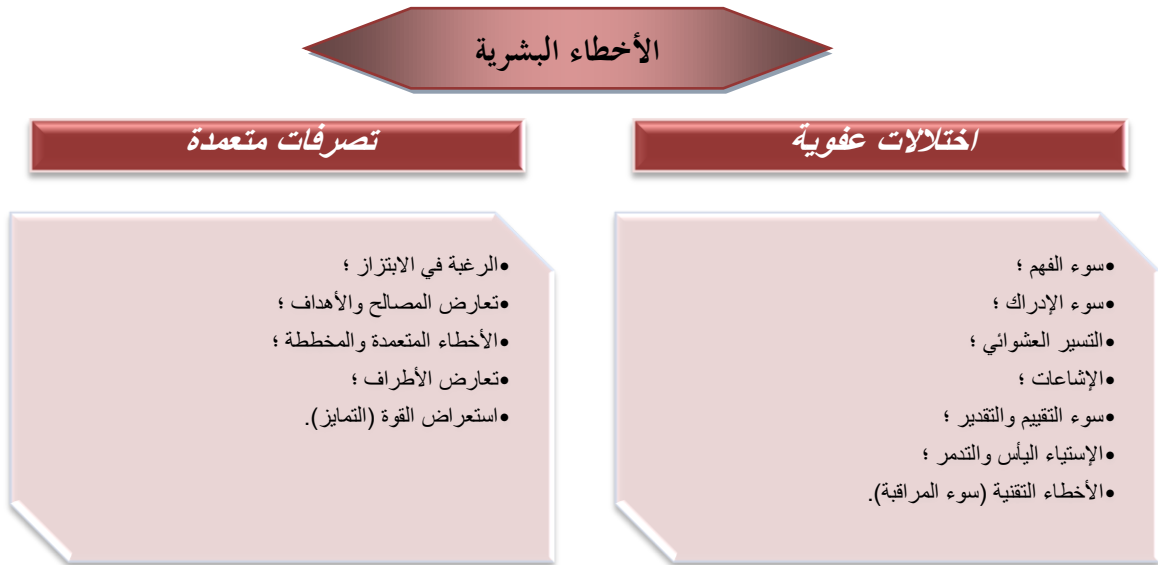 الأخطاء البشرية
اختلالات عفوية
•سوء الفهم ؛
•سوء الإدراك ؛
•التسير العشوائي ؛
•الإشاعات ؛
•سوء التقييم والتقدير ؛
•الإستياء اليأس والتدمر ؛
•الأخطاء التقنية (سوء المراقبة).
تصرفات متعمدة
•الرغبة في الابتزاز ؛
•تعارض المصالح والأهداف ؛
•الأخطاء المتعمدة والمخططة ؛
•تعارض الأطراف ؛
•استعراض القوة (التمايز).